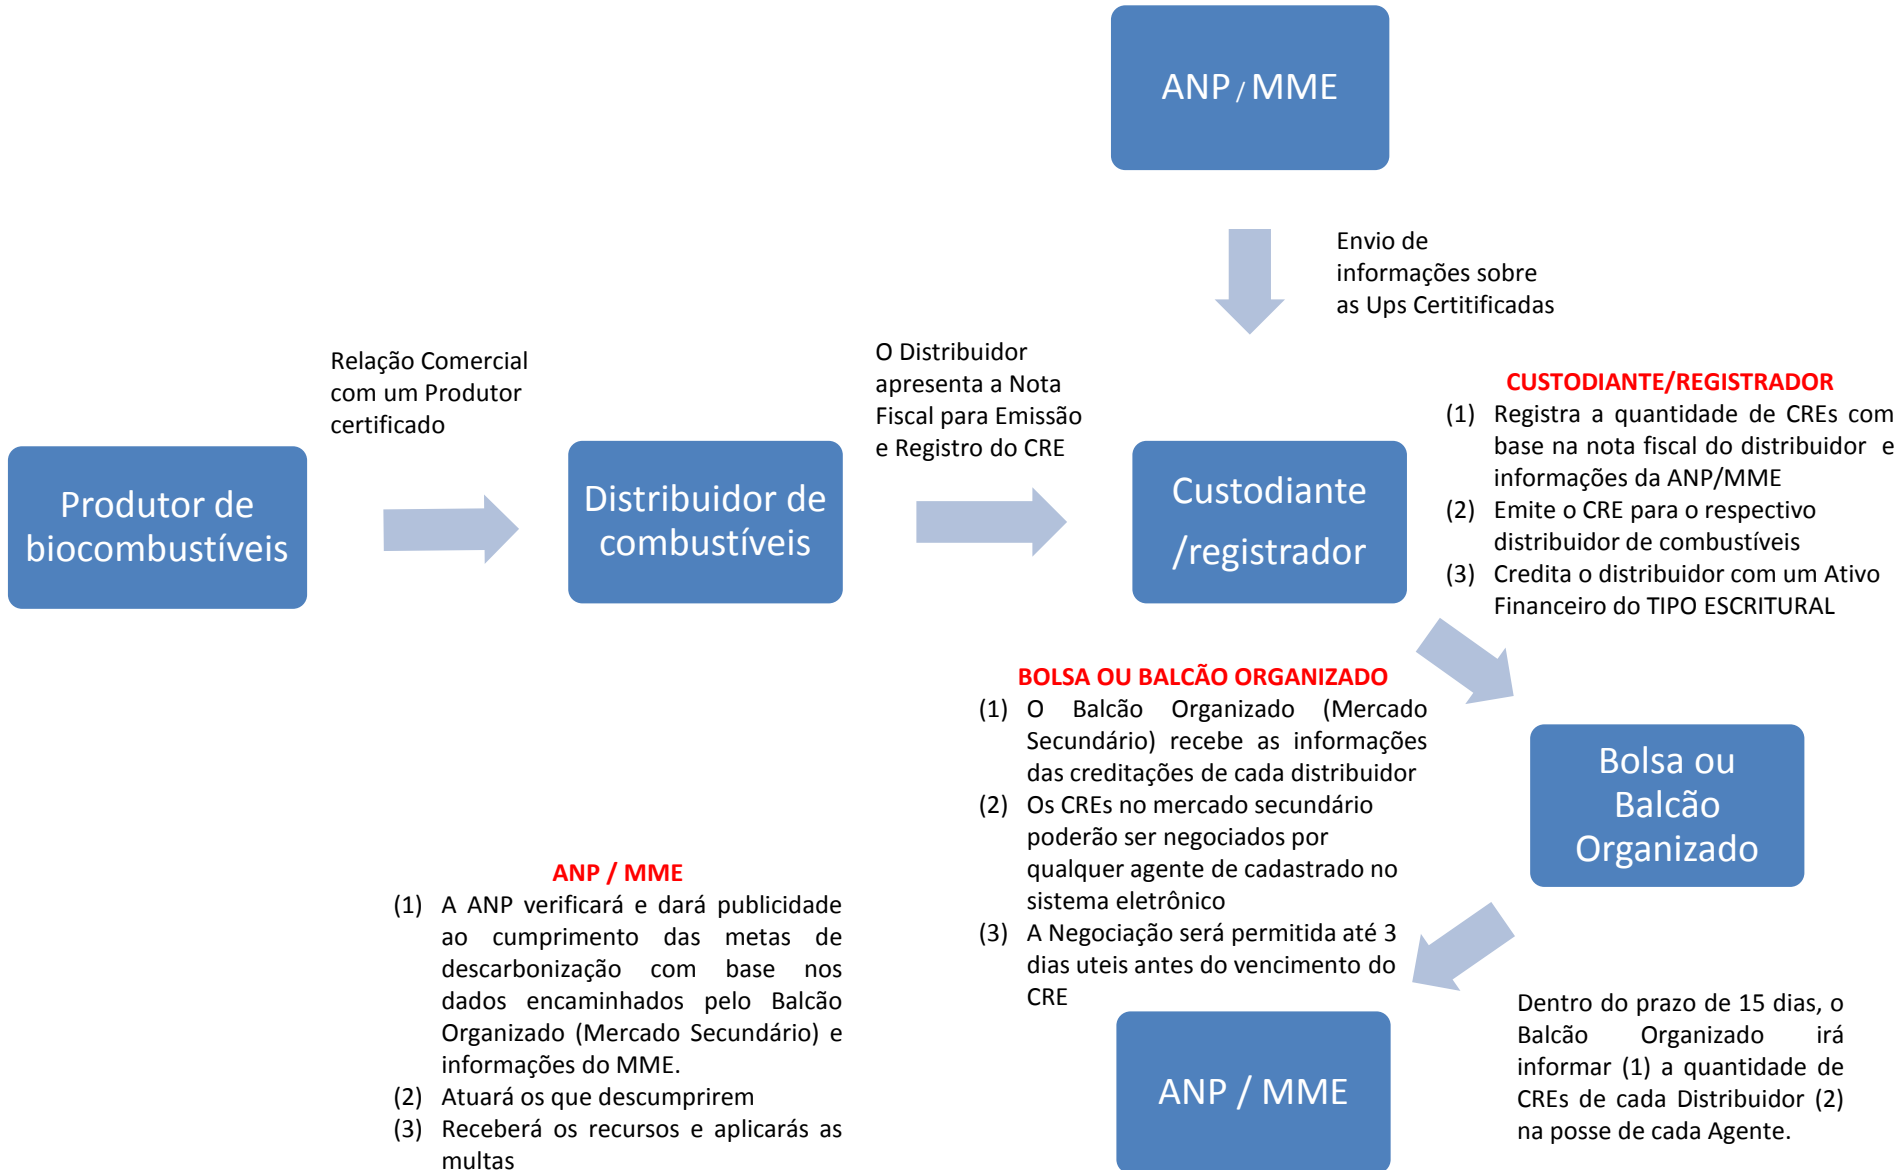 ANP / MME
Envio de
informações sobre
as Ups Certitificadas
Relação Comercial
com um Produtor
certificado
O Distribuidor
apresenta a Nota
Fiscal para Emissão
e Registro do CRE
Produtor de
biocombustíveis
Distribuidor de
combustíveis
Custodiante
/registrador
CUSTODIANTE/REGISTRADOR
(1) Registra a quantidade de CREs com
base na nota fiscal do distribuidor e
informações da ANP/MME
(2) Emite o CRE para o respectivo
distribuidor de combustíveis
(3) Credita o distribuidor com um Ativo
Financeiro do TIPO ESCRITURAL
BOLSA OU BALCÃO ORGANIZADO
(1) O Balcão Organizado (Mercado
Secundário) recebe as informações
das creditações de cada distribuidor
(2) Os CREs no mercado secundário
poderão ser negociados por
qualquer agente de cadastrado no
sistema eletrônico
(3) A Negociação será permitida até 3
dias uteis antes do vencimento do
CRE
Bolsa ou
Balcão
Organizado
ANP / MME
(1) A ANP verificará e dará publicidade
ao cumprimento das metas de
descarbonização com base nos
dados encaminhados pelo Balcão
Organizado (Mercado Secundário) e
informações do MME.
(2) Atuará os que descumprirem
(3) Receberá os recursos e aplicarás as
multas
ANP / MME
Dentro do prazo de 15 dias, o
Balcão Organizado irá
informar (1) a quantidade de
CREs de cada Distribuidor (2)
na posse de cada Agente.